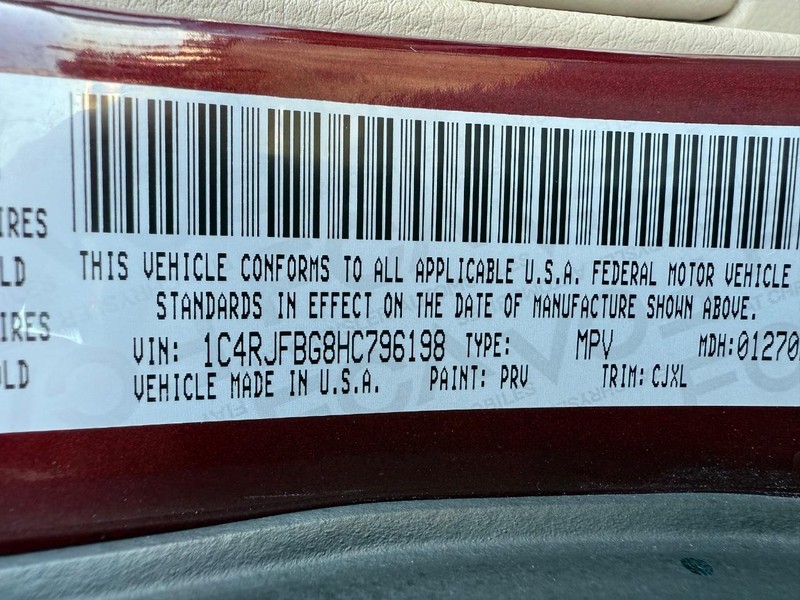 IRES
LD
IRES
OLD
THIS VEHICLE CONFORMS TO ALL APPLICABLE U.S.A. FEDERAL MOTOR VEHICLE
STANDARDS IN EFFECT ON THE DATE OF MANUFACTURE SHOWN ABOVE.
VIN: 1C4RJFBG8HC796198 TYPE: MPV MDH:01270
VEHICLE MADE IN U.S.A. PAINT: PRV TRIM: CJXL